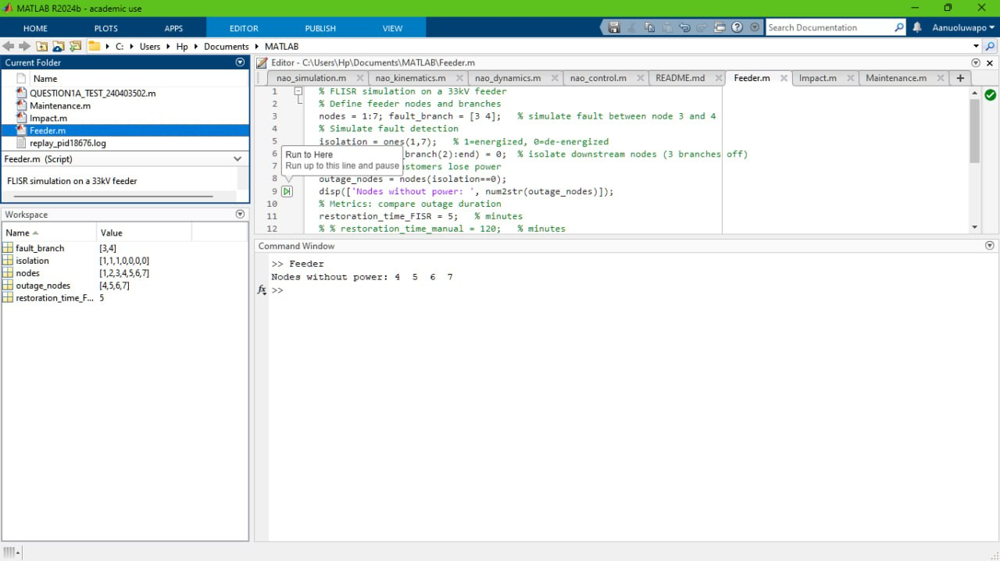 MATLAB R2024b - academic use
HOME PLOTS APPS EDITOR PUBLISH VIEW Search Documentation Aanuoluwapo
C: Users Hp Documents MATLAB
Current Folder
Name
QUESTION1A_TEST_240403502.m
Maintenance.m
Impact.m
Feeder.m
replay_pid18676.log
Feeder.m (Script)
FLISR simulation on a 33kV feeder
Workspace
Name Value
fault_branch [3,4]
isolation [1,1,1,0,0,0,0]
nodes [1,2,3,4,5,6,7]
outage_nodes [4,5,6,7]
restoration_time_F... 5
Editor - C:\Users\Hp\Documents\MATLAB\Feeder.m
nao_simulation.m nao_kinematics.m nao_dynamics.m nao_control.m README.md Feeder.m Impact.m Maintenance.m +
1 % FLISR simulation on a 33kV feeder
2 % Define feeder nodes and branches
3 nodes = 1:7; fault_branch = [3 4]; % simulate fault between node 3 and 4
4 % Simulate fault detection
5 isolation = ones(1,7); % 1=energized, 0=de-energized
6 _branch(2):end) = 0; % isolate downstream nodes (3 branches off)
Run to Here
Run up to this line and pause
7 stomers lose power
8 outage_nodes = nodes(isolation==0);
9 disp(['Nodes without power: ', num2str(outage_nodes)]);
10 % Metrics: compare outage duration
11 restoration_time_FISR = 5; % minutes
12 % % restoration_time_manual = 120; % minutes
Command Window
>> Feeder
Nodes without power: 4 5 6 7
fx >>